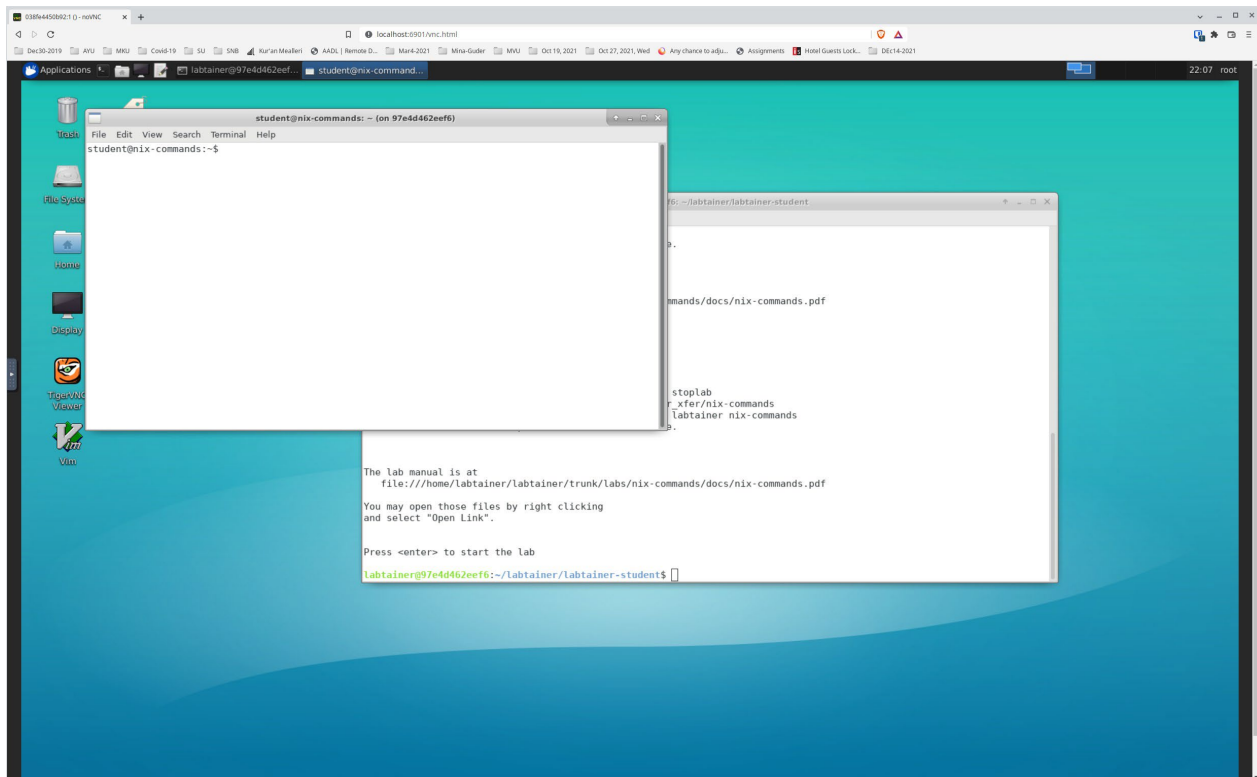 038fe4450b92:1 () - noVNC
localhost:6901/vnc.html
Dec30-2019 AYU MKU Covid-19 SU SNB Kur'an Mealleri AADL | Remote D... Mar4-2021 Mina-Guder MVU Oct 19, 2021 Oct 27, 2021, Wed Any chance to adju... Assignments Hotel Guests Lock... DEc14-2021
Applications labtainer@97e4d462eef... student@nix-command... 22:07 root
Trash
student@nix-commands: ~ (on 97e4d462eef6)
File Edit View Search Terminal Help
student@nix-commands:~$
File Syste
f6: ~/labtainer/labtainer-student
e.
Home
mmands/docs/nix-commands.pdf
Display
TigerVNC
Viewer
stoplab
r_xfer/nix-commands
labtainer nix-commands
e.
Vim
The lab manual is at
file:///home/labtainer/labtainer/trunk/labs/nix-commands/docs/nix-commands.pdf
You may open those files by right clicking
and select "Open Link".
Press <enter> to start the lab
labtainer@97e4d462eef6:~/labtainer/labtainer-student$